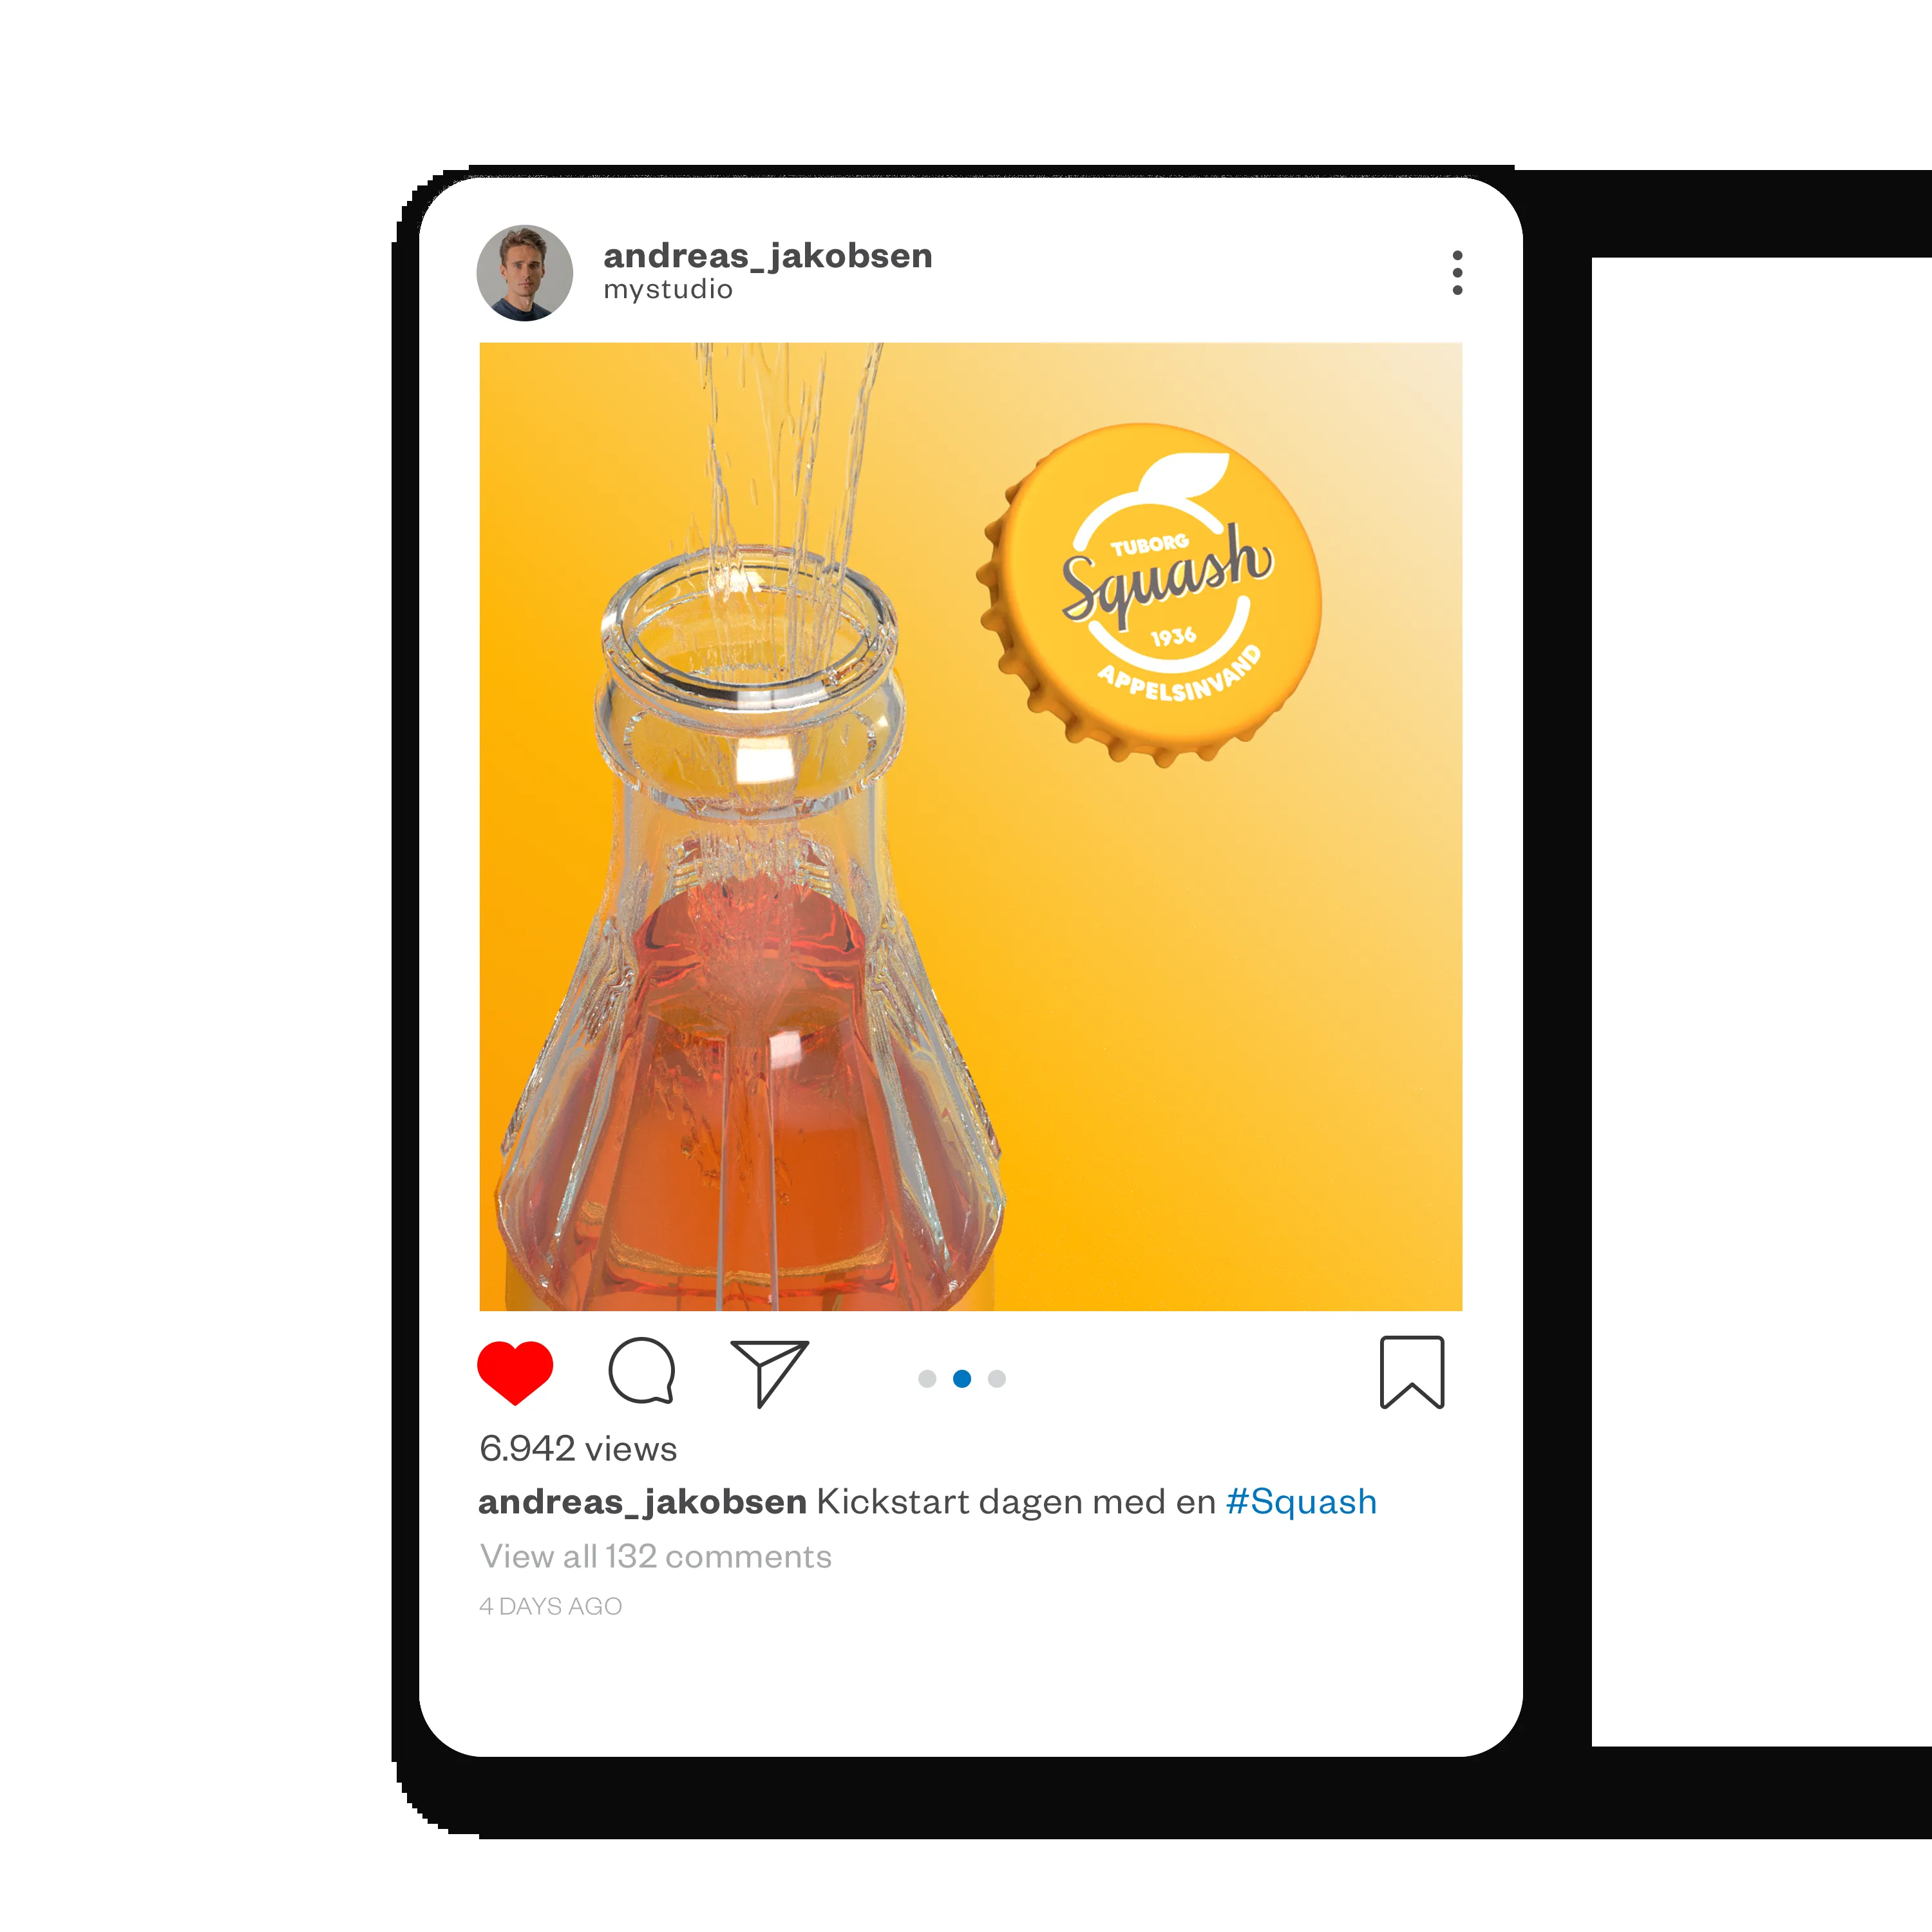 andreas_jakobsen
mystudio
TUBORG
Squash
1936
APPELSINVAND
6.942 views
andreas_jakobsen Kickstart dagen med en #Squash
View all 132 comments
4 DAYS AGO